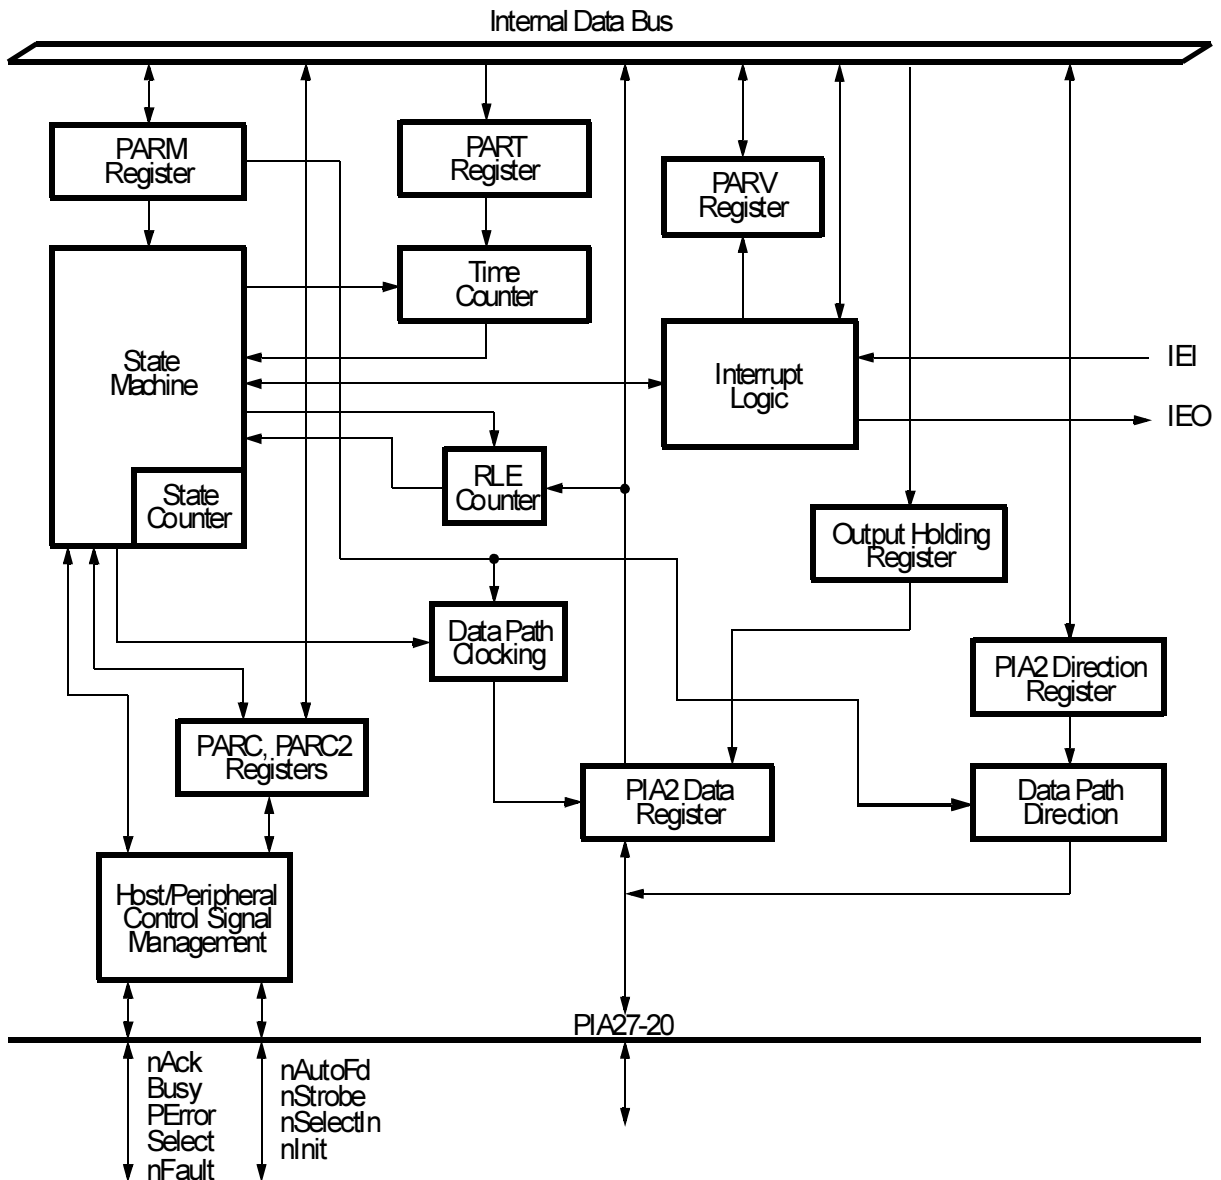 Internal Data Bus
PARM
Register
PART
Register
PARV
Register
Time
Counter
State
Machine
Interrupt
Logic
IEI
IEO
RLE
Counter
State
Counter
Output Holding
Register
Data Path
Clocking
PIA2 Direction
Register
PARC, PARC2
Registers
PIA2 Data
Register
Data Path
Direction
Host/Peripheral
Control Signal
Management
PIA27-20
nAck
Busy
PError
Select
nFault
nAutoFd
nStrobe
nSelectIn
nInit